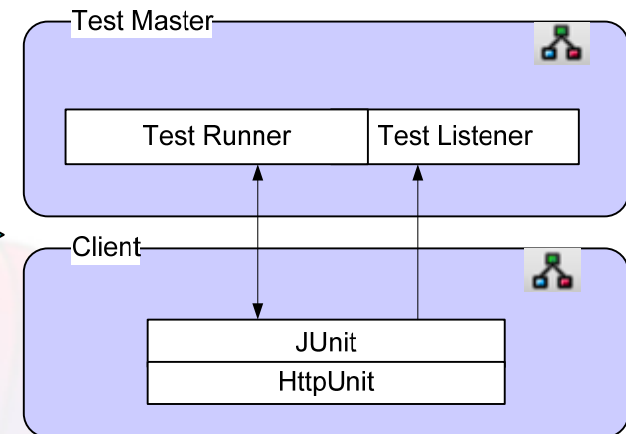 Test Master
Test Runner
Test Listener
Client
JUnit
HttpUnit